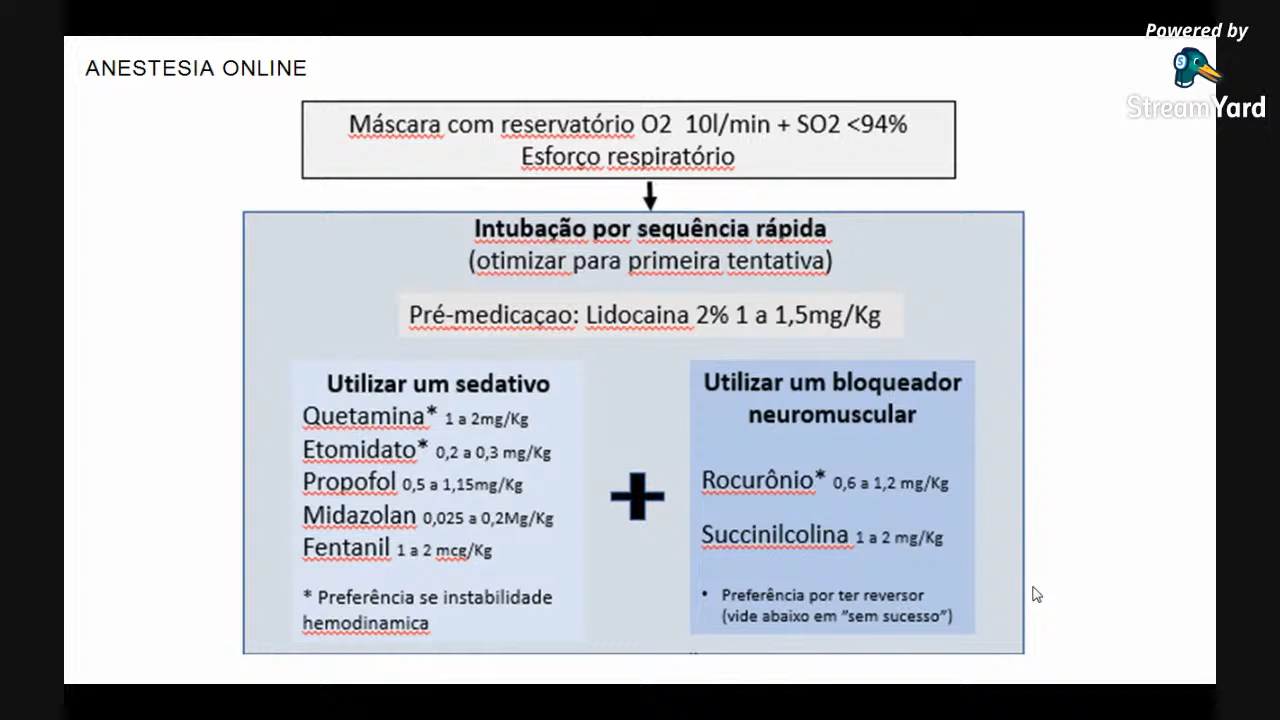 Powered by
StreamYard
ANESTESIA ONLINE
Máscara com reservatório O2 10l/min + SO2 <94%
Esforço respiratório
Intubação por sequência rápida
(otimizar para primeira tentativa)
Pré-medicaçao: Lidocaina 2% 1 a 1,5mg/Kg
Utilizar um sedativo
Quetamina* 1 a 2mg/Kg
Etomidato* 0,2 a 0,3 mg/Kg
Propofol 0,5 a 1,15mg/Kg
Midazolan 0,025 a 0,2Mg/Kg
Fentanil 1 a 2 mcg/Kg
* Preferência se instabilidade
hemodinamica
Utilizar um bloqueador
neuromuscular
Rocurônio* 0,6 a 1,2 mg/Kg
Succinilcolina 1 a 2 mg/Kg
• Preferência por ter reversor
(vide abaixo em "sem sucesso")